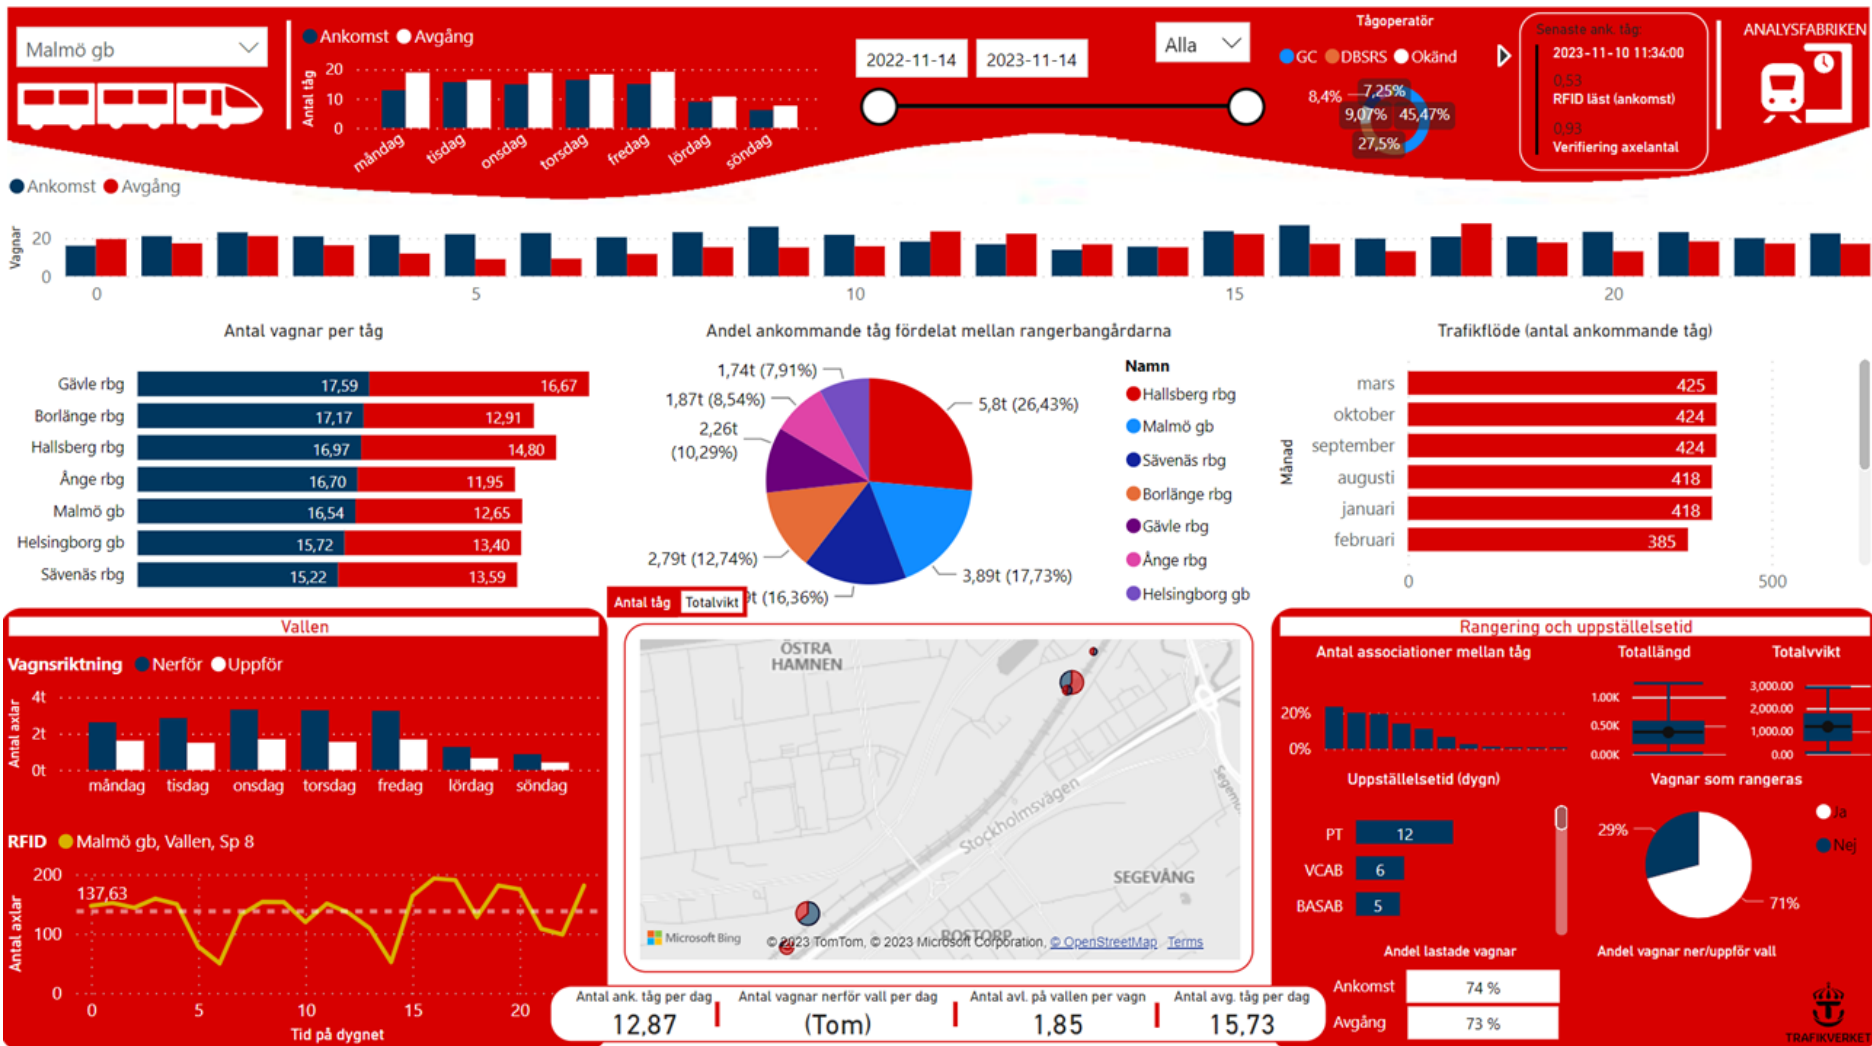 Malmö gb
Ankomst Avgång
Antal tåg
20
10
0
måndag
tisdag
onsdag
torsdag
fredag
lördag
söndag
2022-11-14
2023-11-14
Alla
Tågoperatör
GC DBSRS Okänd
8,4%
7,25%
9,07%
45,47%
27,5%
Senaste ank. tåg:
2023-11-10 11:34:00
0,53
RFID läst (ankomst)
0,93
Verifiering axelantal
ANALYSFABRIKEN
Ankomst Avgång
Vagnar
20
0
0 5 10 15 20
Antal vagnar per tåg
Gävle rbg 17,59 16,67
Borlänge rbg 17,17 12,91
Hallsberg rbg 16,97 14,80
Ånge rbg 16,70 11,95
Malmö gb 16,54 12,65
Helsingborg gb 15,72 13,40
Sävenäs rbg 15,22 13,59
Andel ankommande tåg fördelat mellan rangerbangårdarna
1,74t (7,91%)
1,87t (8,54%)
2,26t
(10,29%)
2,79t (12,74%)
9t (16,36%)
5,8t (26,43%)
3,89t (17,73%)
Namn
Hallsberg rbg
Malmö gb
Sävenäs rbg
Borlänge rbg
Gävle rbg
Ånge rbg
Helsingborg gb
Antal tåg Totalvikt
Trafikflöde (antal ankommande tåg)
Månad
mars 425
oktober 424
september 424
augusti 418
januari 418
februari 385
0 500
Vallen
Vagnsriktning Nerför Uppför
Antal axlar
4t
2t
0t
måndag tisdag onsdag torsdag fredag lördag söndag
RFID Malmö gb, Vallen, Sp 8
Antal axlar
200
137,63
100
0
0 5 10 15 20
Tid på dygnet
ÖSTRA
HAMNEN
Stockholmsvägen
SEGEVÅNG
ROSTORP
Microsoft Bing
© 2023 TomTom, © 2023 Microsoft Corporation, © OpenStreetMap Terms
Antal ank. tåg per dag
12,87
Antal vagnar nerför vall per dag
(Tom)
Antal avl. på vallen per vagn
1,85
Antal avg. tåg per dag
15,73
Rangering och uppställelsetid
Antal associationer mellan tåg
20%
0%
Totallängd
1.00K
0.50K
0.00K
Totalvvikt
3,000.00
2,000.00
1,000.00
0.00
Uppställelsetid (dygn)
PT 12
VCAB 6
BASAB 5
Vagnar som rangeras
29%
71%
Ja
Nej
Andel lastade vagnar
Ankomst 74 %
Avgång 73 %
Andel vagnar ner/uppför vall
TRAFIKVERKET